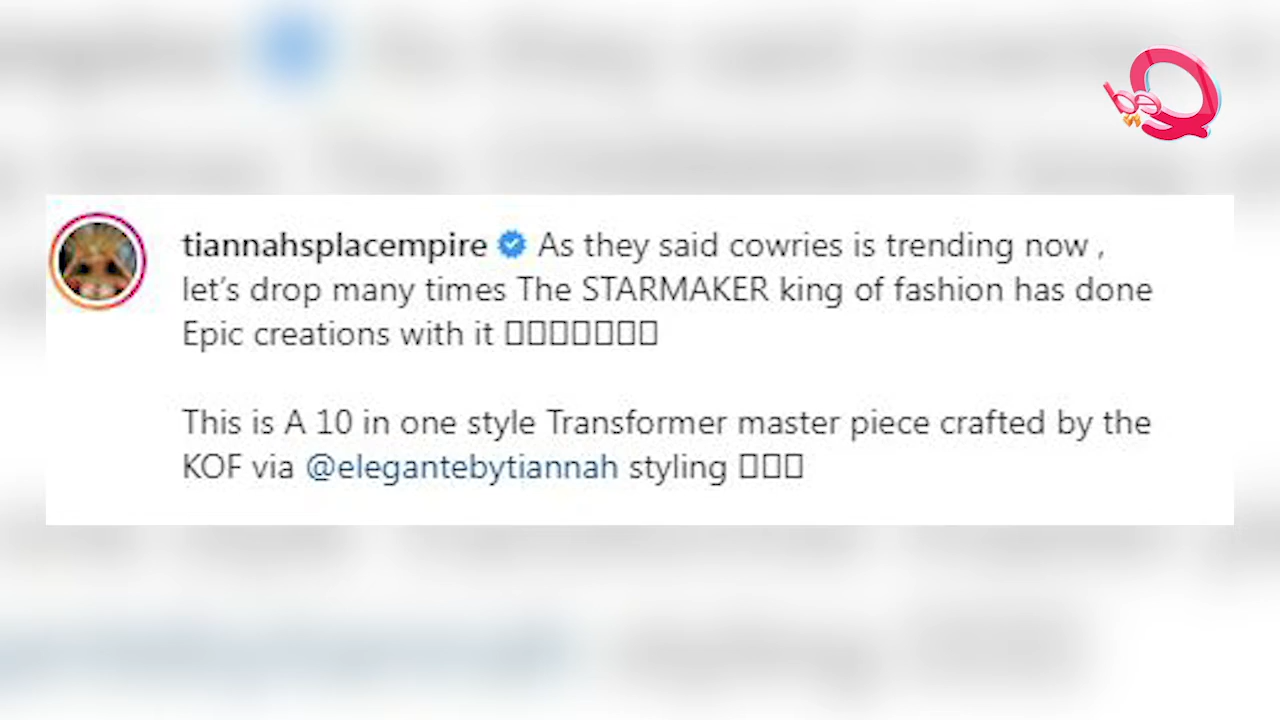 be Q
tiannahsplacempire As they said cowries is trending now ,
let's drop many times The STARMAKER king of fashion has done
Epic creations with it □□□□□□□
This is A 10 in one style Transformer master piece crafted by the
KOF via @elegantebytiannah styling □□□